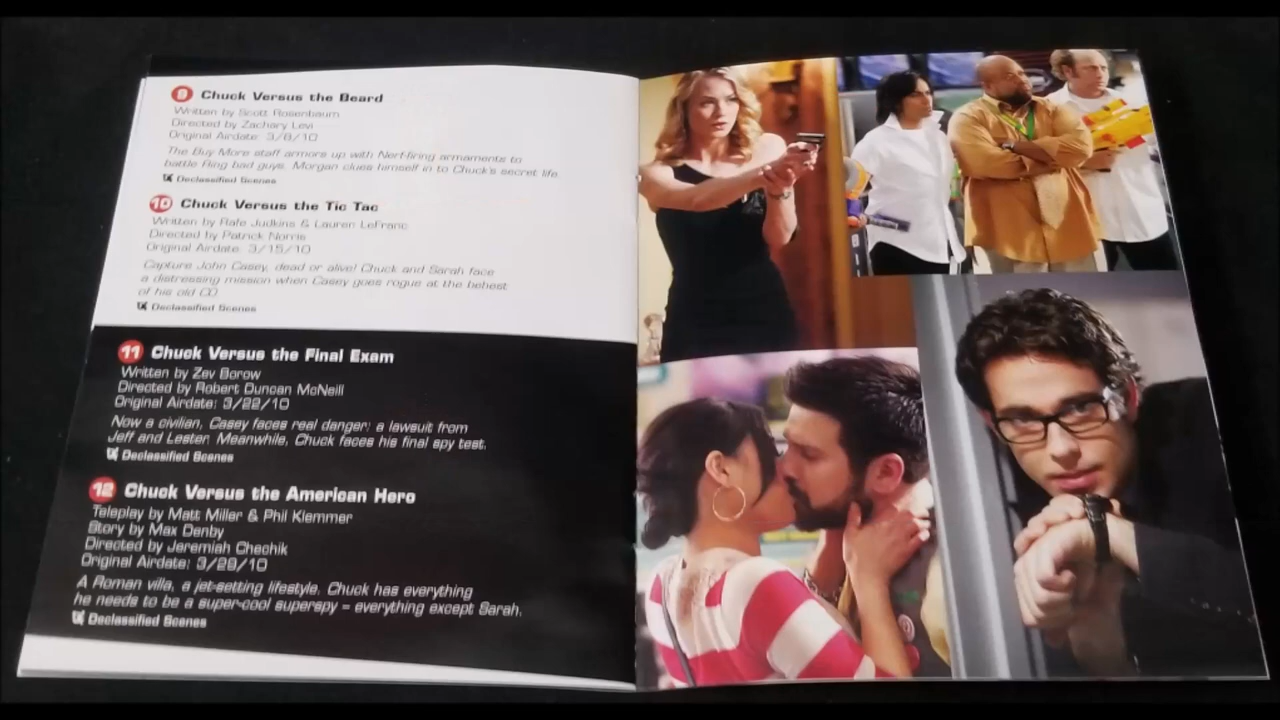 9 Chuck Versus the Beard
Written by Scott Rosenbaum
Directed by Zachary Levi
Original Airdate: 3/8/10
The Buy More staff armors up with Nerf-firing armaments to
battle Ring bad guys. Morgan clues himself in to Chuck's secret life.
Declassified Scenes
10 Chuck Versus the Tic Tac
Written by Rafe Judkins & Lauren LeFranc
Directed by Patrick Norris
Original Airdate: 3/15/10
Capture John Casey, dead or alive! Chuck and Sarah face
a distressing mission when Casey goes rogue at the behest
of his old CO.
Declassified Scenes
11 Chuck Versus the Final Exam
Written by Zev Borow
Directed by Robert Duncan McNeill
Original Airdate: 3/22/10
Now a civilian, Casey faces real danger: a lawsuit from
Jeff and Lester. Meanwhile, Chuck faces his final spy test.
Declassified Scenes
12 Chuck Versus the American Hero
Teleplay by Matt Miller & Phil Klemmer
Story by Max Denby
Directed by Jeremiah Chechik
Original Airdate: 3/29/10
A Roman villa, a jet-setting lifestyle. Chuck has everything
he needs to be a super-cool superspy – everything except Sarah.
Declassified Scenes